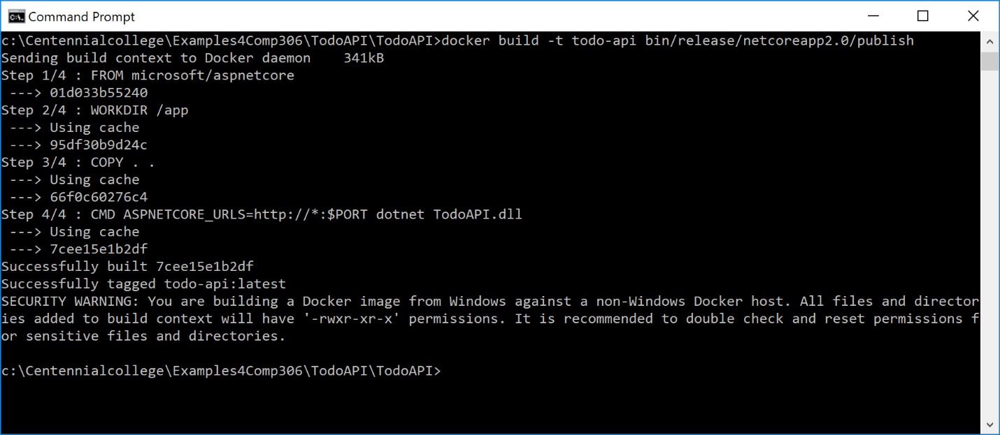 Command Prompt
c:\Centennialcollege\Examples4Comp306\TodoAPI\TodoAPI>docker build -t todo-api bin/release/netcoreapp2.0/publish
Sending build context to Docker daemon    341kB
Step 1/4 : FROM microsoft/aspnetcore
 ---> 01d033b55240
Step 2/4 : WORKDIR /app
 ---> Using cache
 ---> 95df30b9d24c
Step 3/4 : COPY . .
 ---> Using cache
 ---> 66f0c60276c4
Step 4/4 : CMD ASPNETCORE_URLS=http://*:$PORT dotnet TodoAPI.dll
 ---> Using cache
 ---> 7cee15e1b2df
Successfully built 7cee15e1b2df
Successfully tagged todo-api:latest
SECURITY WARNING: You are building a Docker image from Windows against a non-Windows Docker host. All files and director
ies added to build context will have '-rwxr-xr-x' permissions. It is recommended to double check and reset permissions f
or sensitive files and directories.
c:\Centennialcollege\Examples4Comp306\TodoAPI\TodoAPI>